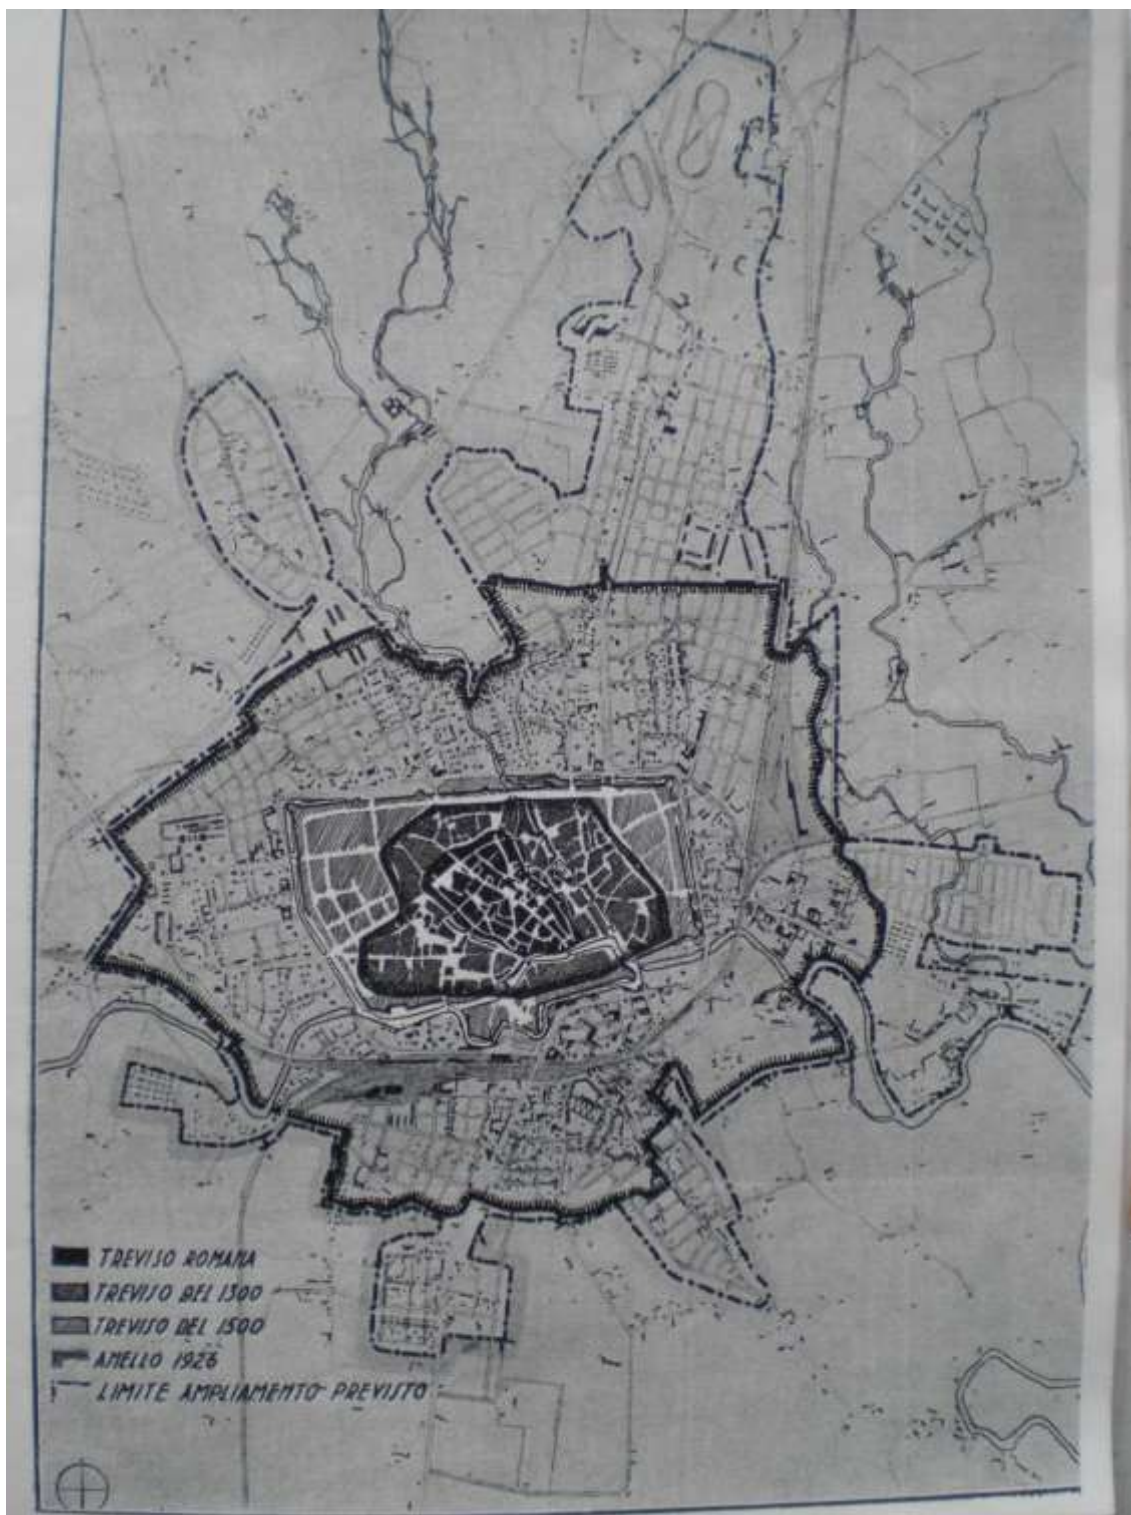 TREVISO ROMANA
TREVISO DEL 1300
TREVISO DEL 1500
ANELLO 1926
LIMITE AMPLIAMENTO PREVISTO